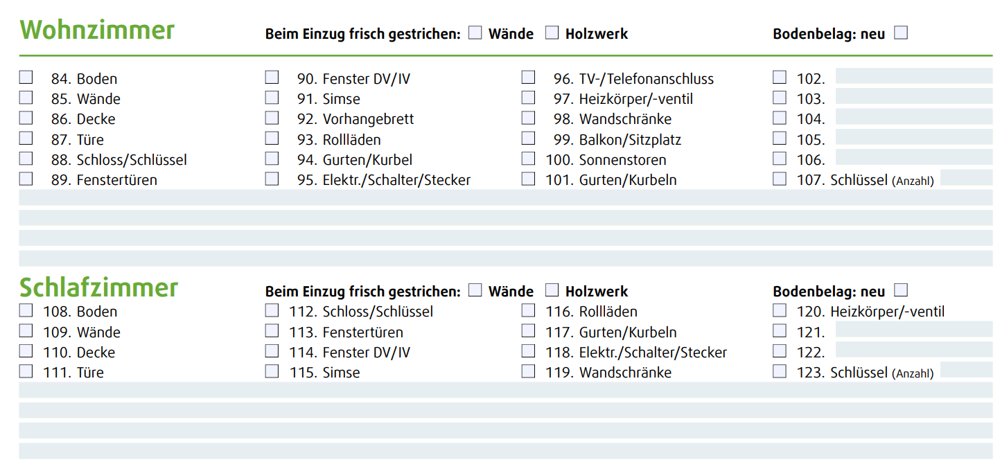 Wohnzimmer Beim Einzug frisch gestrichen: Wände Holzwerk Bodenbelag: neu
84. Boden 90. Fenster DV/IV 96. TV-/Telefonanschluss 102.
85. Wände 91. Simse 97. Heizkörper/-ventil 103.
86. Decke 92. Vorhangebrett 98. Wandschränke 104.
87. Türe 93. Rollläden 99. Balkon/Sitzplatz 105.
88. Schloss/Schlüssel 94. Gurten/Kurbel 100. Sonnenstoren 106.
89. Fenstertüren 95. Elektr./Schalter/Stecker 101. Gurten/Kurbeln 107. Schlüssel (Anzahl)
Schlafzimmer Beim Einzug frisch gestrichen: Wände Holzwerk Bodenbelag: neu
108. Boden 112. Schloss/Schlüssel 116. Rollläden 120. Heizkörper/-ventil
109. Wände 113. Fenstertüren 117. Gurten/Kurbeln 121.
110. Decke 114. Fenster DV/IV 118. Elektr./Schalter/Stecker 122.
111. Türe 115. Simse 119. Wandschränke 123. Schlüssel (Anzahl)